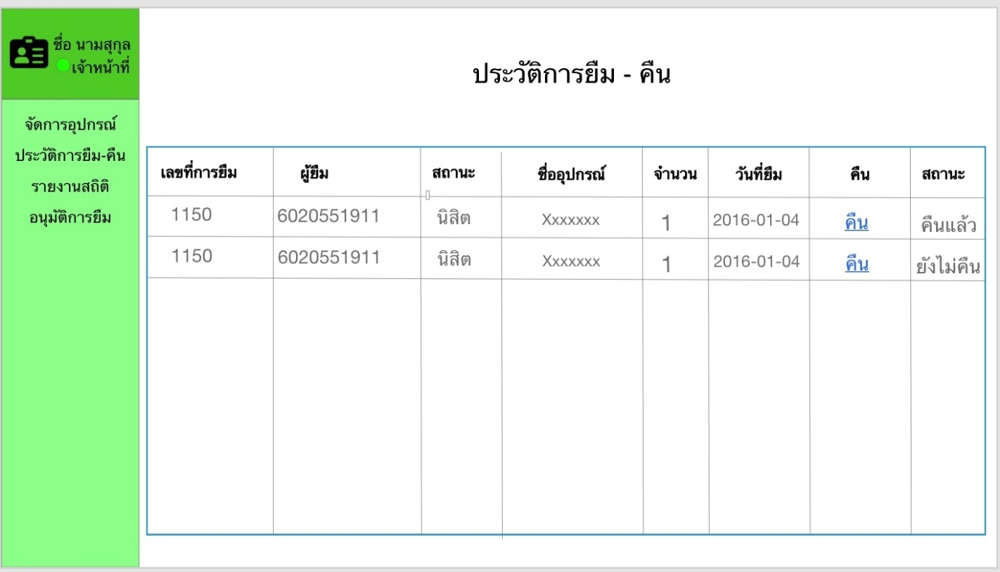 ชื่อ นามสุกุล
เจ้าหน้าที่
จัดการอุปกรณ์
ประวัติการยืม-คืน
รายงานสถิติ
อนุมัติการยืม
ประวัติการยืม - คืน
เลขที่การยืม ผู้ยืม สถานะ ชื่ออุปกรณ์ จำนวน วันที่ยืม คืน สถานะ
1150 6020551911 นิสิต Xxxxxxx 1 2016-01-04 คืน คืนแล้ว
1150 6020551911 นิสิต Xxxxxxx 1 2016-01-04 คืน ยังไม่คืน